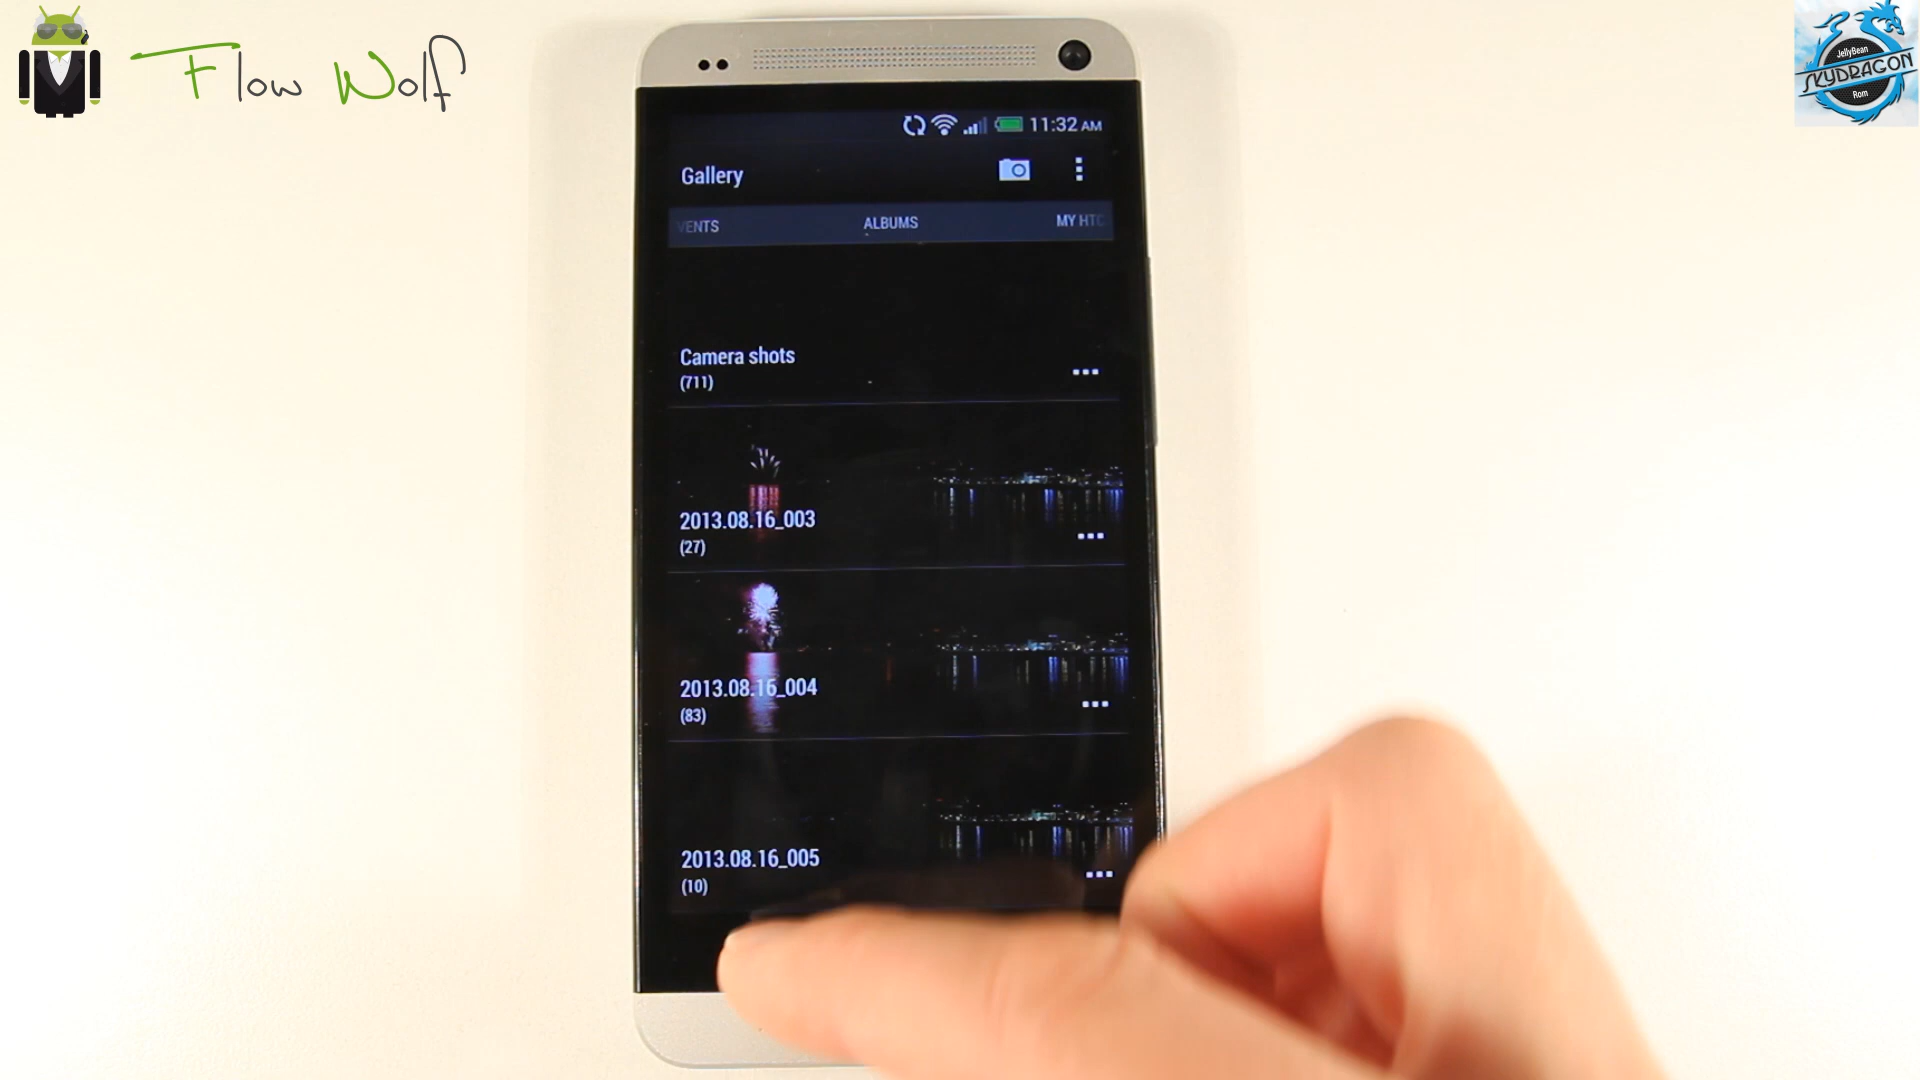 Flow Wolf
JellyBean
SKYDRAGON
Rom
11:32 AM
Gallery
VENTS ALBUMS MY HTC
Camera shots
(711)
2013.08.16_003
(27)
2013.08.16_004
(83)
2013.08.16_005
(10)